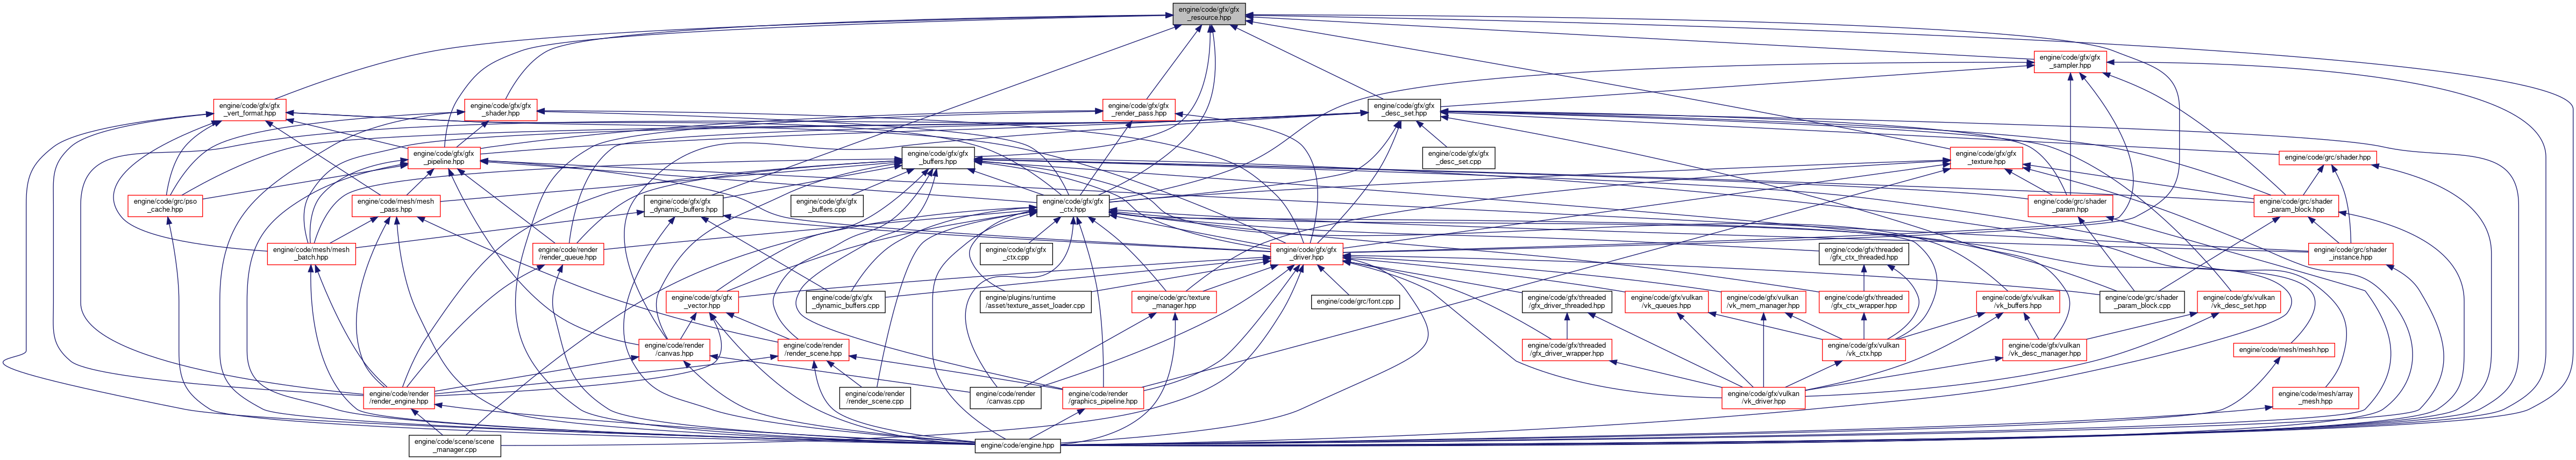 engine/code/gfx/gfx
_resource.hpp
engine/code/gfx/gfx
_sampler.hpp
engine/code/gfx/gfx
_vert_format.hpp
engine/code/gfx/gfx
_shader.hpp
engine/code/gfx/gfx
_render_pass.hpp
engine/code/gfx/gfx
_desc_set.hpp
engine/code/gfx/gfx
_pipeline.hpp
engine/code/gfx/gfx
_buffers.hpp
engine/code/gfx/gfx
_desc_set.cpp
engine/code/gfx/gfx
_texture.hpp
engine/code/grc/shader.hpp
engine/code/grc/pso
_cache.hpp
engine/code/mesh/mesh
_pass.hpp
engine/code/gfx/gfx
_dynamic_buffers.hpp
engine/code/gfx/gfx
_buffers.cpp
engine/code/gfx/gfx
_ctx.hpp
engine/code/grc/shader
_param.hpp
engine/code/grc/shader
_param_block.hpp
engine/code/mesh/mesh
_batch.hpp
engine/code/render
/render_queue.hpp
engine/code/gfx/gfx
_ctx.cpp
engine/code/gfx/gfx
_driver.hpp
engine/code/gfx/threaded
/gfx_ctx_threaded.hpp
engine/code/grc/shader
_instance.hpp
engine/code/gfx/gfx
_vector.hpp
engine/code/gfx/gfx
_dynamic_buffers.cpp
engine/plugins/runtime
/asset/texture_asset_loader.cpp
engine/code/grc/texture
_manager.hpp
engine/code/grc/font.cpp
engine/code/gfx/threaded
/gfx_driver_threaded.hpp
engine/code/gfx/vulkan
/vk_queues.hpp
engine/code/gfx/vulkan
/vk_mem_manager.hpp
engine/code/gfx/threaded
/gfx_ctx_wrapper.hpp
engine/code/gfx/vulkan
/vk_buffers.hpp
engine/code/grc/shader
_param_block.cpp
engine/code/gfx/vulkan
/vk_desc_set.hpp
engine/code/render
/canvas.hpp
engine/code/render
/render_scene.hpp
engine/code/gfx/threaded
/gfx_driver_wrapper.hpp
engine/code/gfx/vulkan
/vk_ctx.hpp
engine/code/gfx/vulkan
/vk_desc_manager.hpp
engine/code/mesh/mesh.hpp
engine/code/render
/render_engine.hpp
engine/code/render
/render_scene.cpp
engine/code/render
/canvas.cpp
engine/code/render
/graphics_pipeline.hpp
engine/code/gfx/vulkan
/vk_driver.hpp
engine/code/mesh/array
_mesh.hpp
engine/code/scene/scene
_manager.cpp
engine/code/engine.hpp